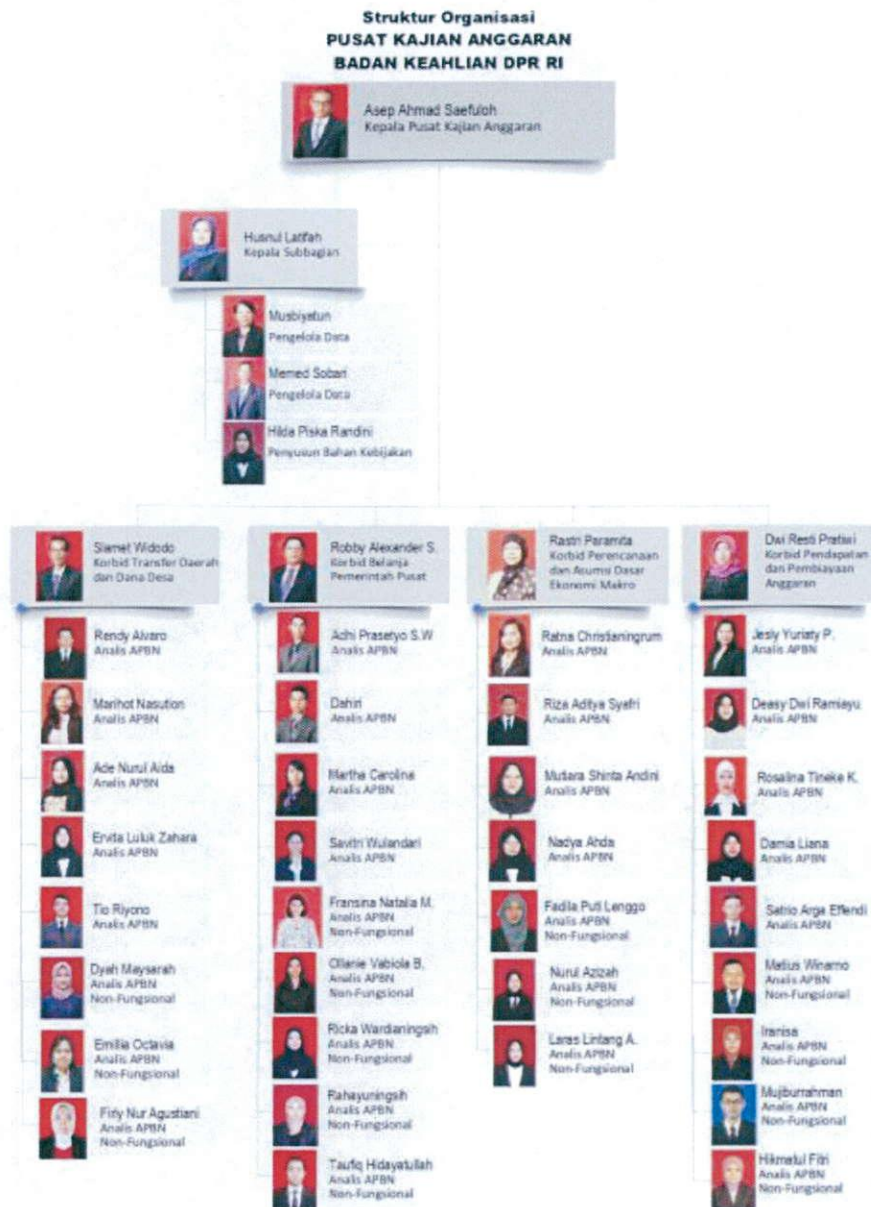 Struktur Organisasi
PUSAT KAJIAN ANGGARAN
BADAN KEAHLIAN DPR RI
Asep Ahmad Saefuloh
Kepala Pusat Kajian Anggaran
Husnul Latifah
Kepala Subbagian
Musbiyatun
Pengelola Data
Memed Sobari
Pengelola Data
Hilda Piska Randini
Penyusun Bahan Kebijakan
Slamet Widodo
Korbid Transfer Daerah
dan Dana Desa
Rendy Alvaro
Analis APBN
Marihot Nasution
Analis APBN
Ade Nurul Aida
Analis APBN
Ervita Luluk Zahara
Analis APBN
Tio Riyono
Analis APBN
Dyah Maysarah
Analis APBN
Non-Fungsional
Emilia Octavia
Analis APBN
Non-Fungsional
Firly Nur Agustiani
Analis APBN
Non-Fungsional
Robby Alexander S.
Korbid Belanja
Pemerintah Pusat
Adhi Prasetyo S.W
Analis APBN
Dahiri
Analis APBN
Martha Carolina
Analis APBN
Savitri Wulandari
Analis APBN
Fransina Natalia M.
Analis APBN
Non-Fungsional
Ollanie Vabiola B.
Analis APBN
Non-Fungsional
Ricka Wardianingsih
Analis APBN
Non-Fungsional
Rahayuningsih
Analis APBN
Non-Fungsional
Taufiq Hidayatullah
Analis APBN
Non-Fungsional
Rastri Paramita
Korbid Perencanaan
dan Asumsi Dasar
Ekonomi Makro
Ratna Christianingrum
Analis APBN
Riza Aditya Syafri
Analis APBN
Mutiara Shinta Andini
Analis APBN
Nadya Ahda
Analis APBN
Fadila Puti Lenggo
Analis APBN
Non-Fungsional
Nurul Azizah
Analis APBN
Non-Fungsional
Laras Lintang A.
Analis APBN
Non-Fungsional
Dwi Resti Pratiwi
Korbid Pendapatan
dan Pembiayaan
Anggaran
Jesly Yuriaty P.
Analis APBN
Deasy Dwi Ramiayu
Analis APBN
Rosalina Tineke K.
Analis APBN
Damia Liana
Analis APBN
Satrio Arga Effendi
Analis APBN
Matius Winarno
Analis APBN
Non-Fungsional
Iranisa
Analis APBN
Non-Fungsional
Mujiburrahman
Analis APBN
Non-Fungsional
Hikmatul Fitri
Analis APBN
Non-Fungsional